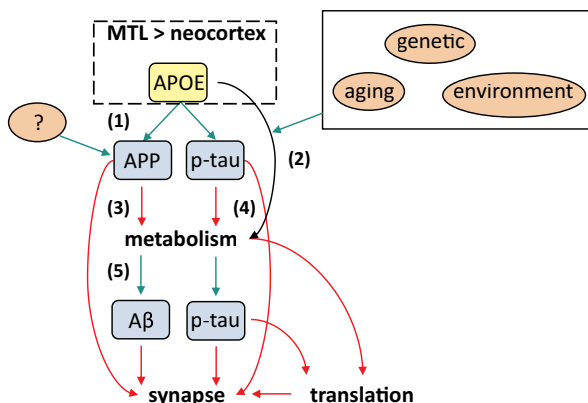 MTL > neocortex
genetic
APOE
aging
environment
(1)
?
(2)
APP
p-tau
(3)
(4)
metabolism
(5)
Aβ
p-tau
synapse
translation